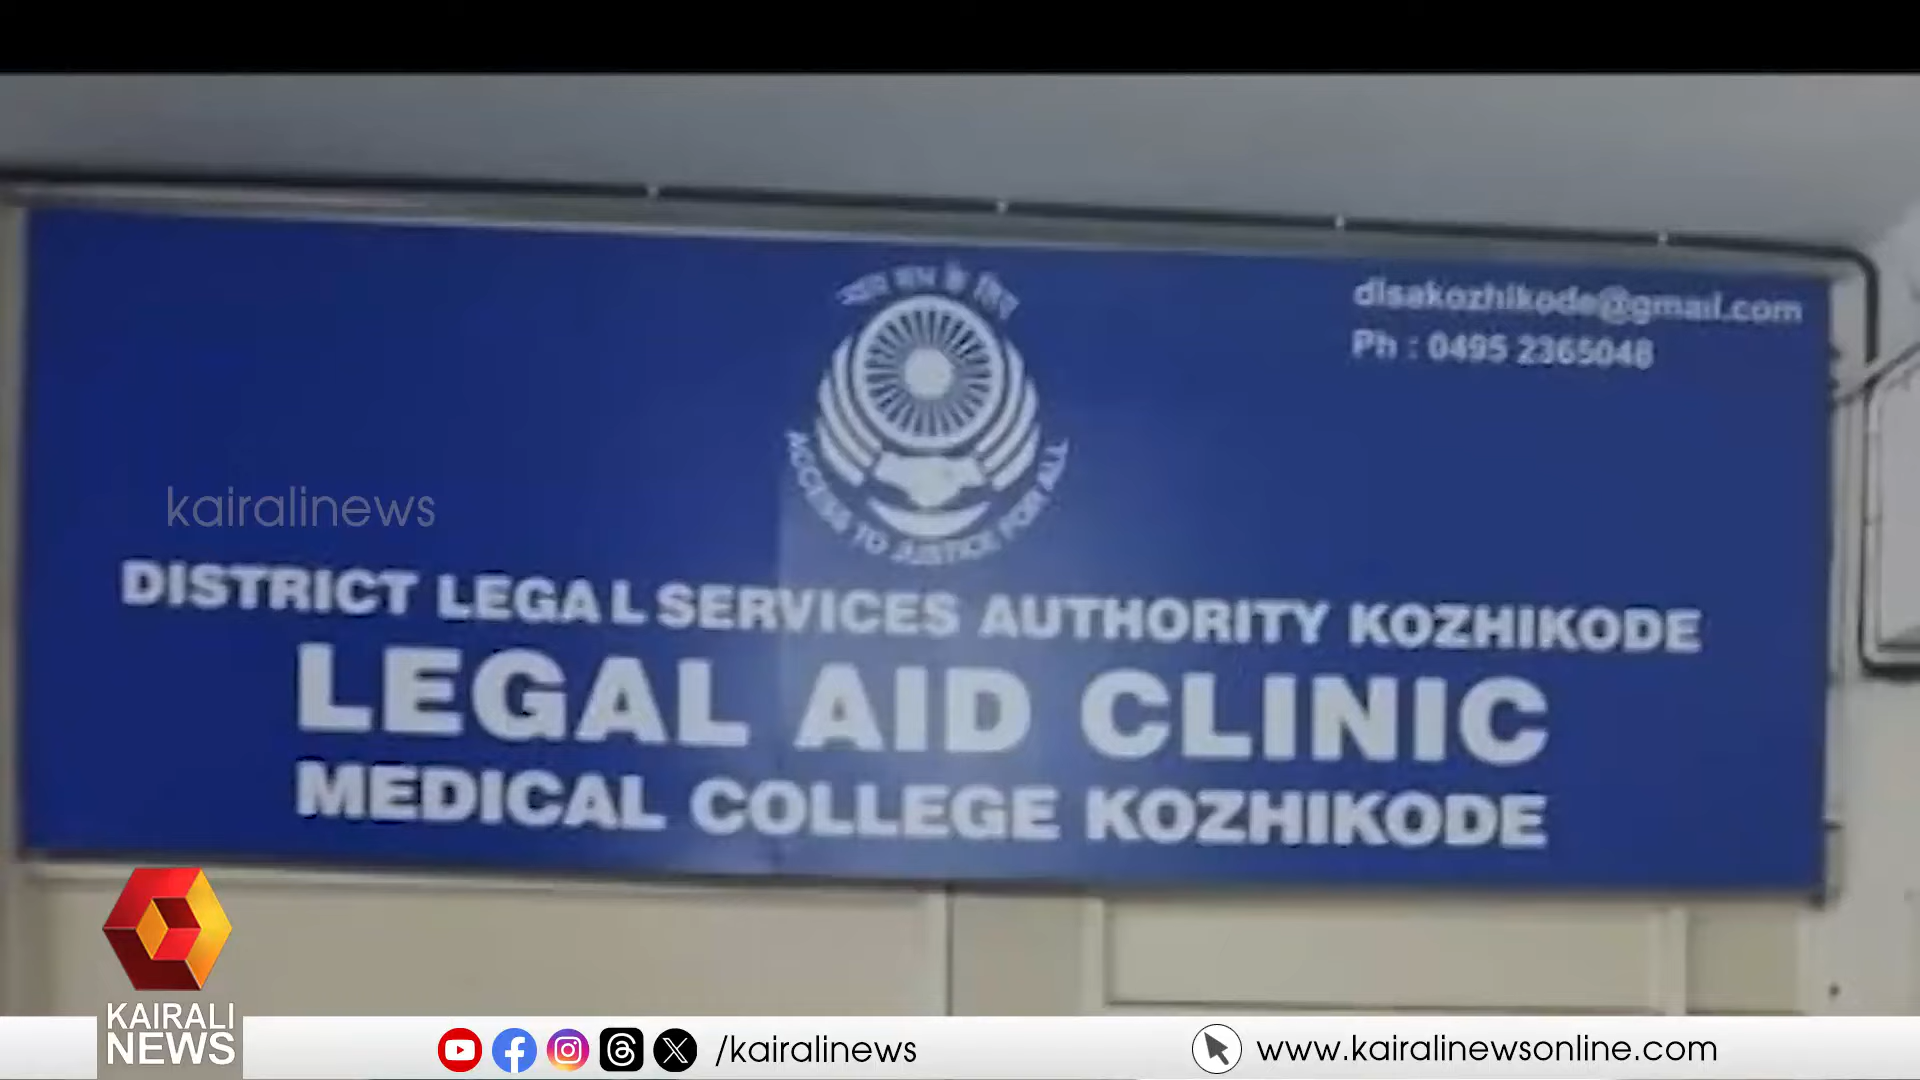 न्याय सब के लिए
ACCESS TO JUSTICE FOR ALL
dlsakozhikode@gmail.com
Ph : 0495 2365048
kairalinews
DISTRICT LEGAL SERVICES AUTHORITY KOZHIKODE
LEGAL AID CLINIC
MEDICAL COLLEGE KOZHIKODE
KAIRALI
NEWS
/kairalinews
www.kairalinewsonline.com